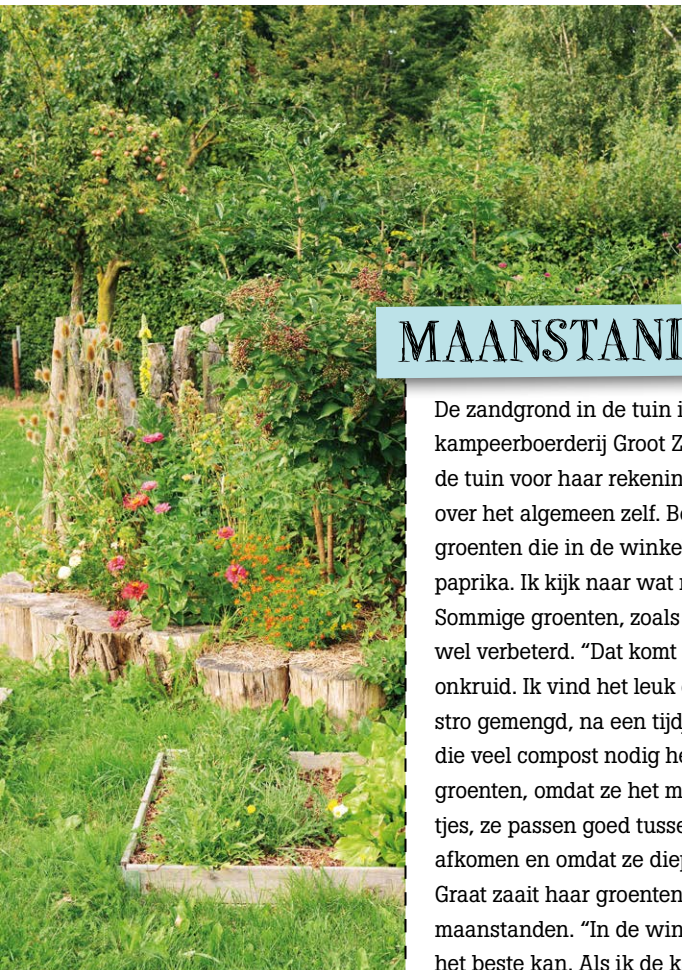 MAANSTAND
De zandgrond in de tuin i
kampeerboerderij Groot Z
de tuin voor haar rekenin
over het algemeen zelf. Be
groenten die in de winke
paprika. Ik kijk naar wat
Sommige groenten, zoals
wel verbeterd. “Dat komt
onkruid. Ik vind het leuk
stro gemengd, na een tijd
die veel compost nodig he
groenten, omdat ze het m
tjes, ze passen goed tusse
afkomen en omdat ze diep
Graat zaait haar groenten
maanstanden. “In de win
het beste kan. Als ik de k